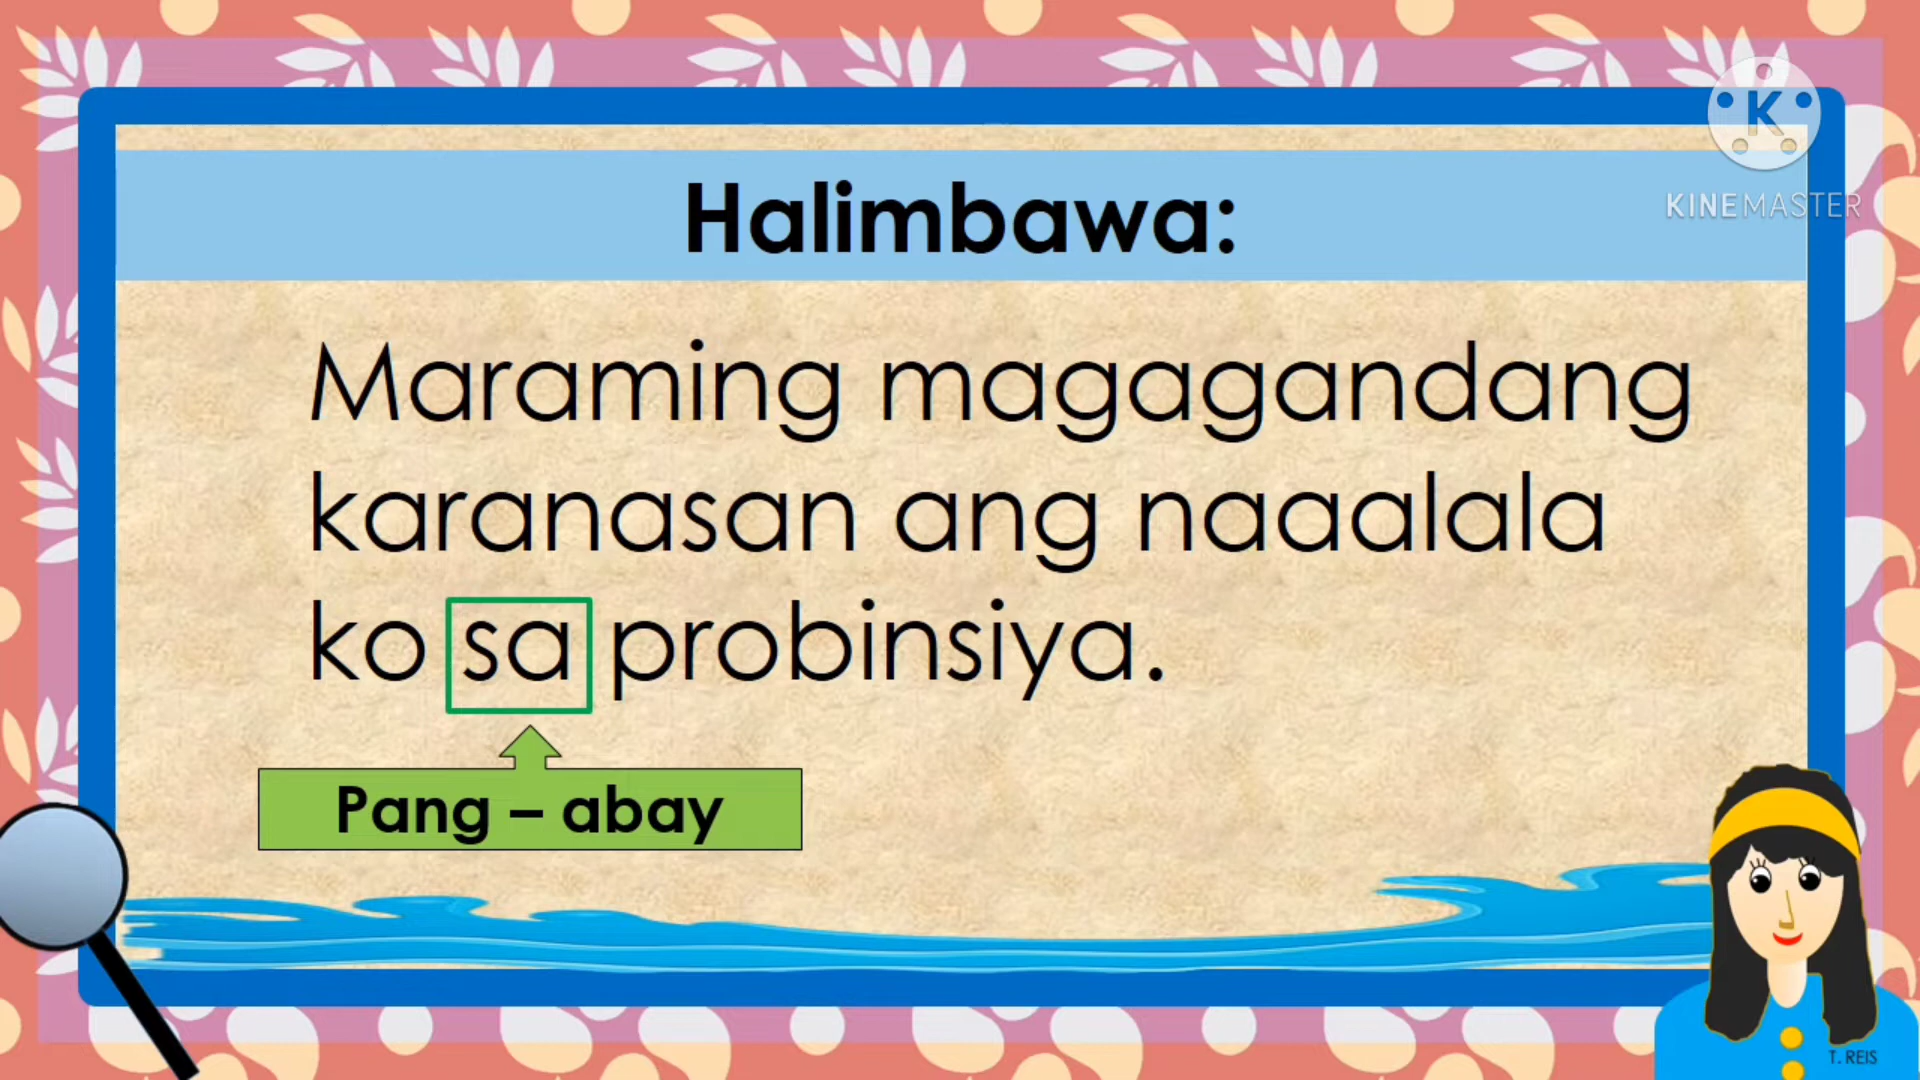 KINEMASTER
Halimbawa:
Maraming magagandang
karanasan ang naaalala
ko sa probinsiya.
Pang – abay
T. REIS